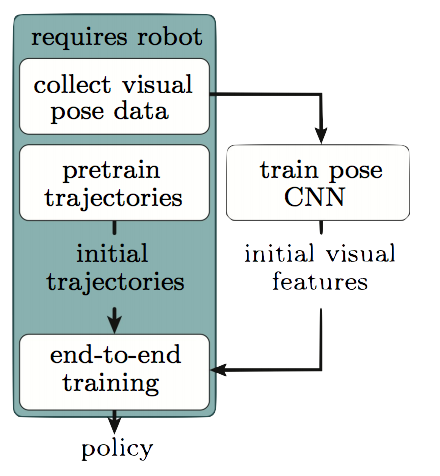 requires robot
collect visual
pose data
pretrain
trajectories
train pose
CNN
initial
trajectories
initial visual
features
end-to-end
training
policy